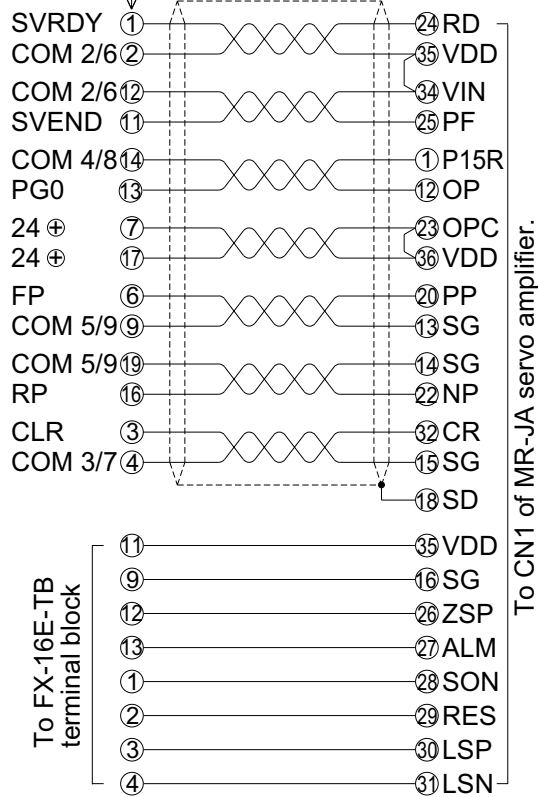 SVRDY 1 24 RD
COM 2/6 2 35 VDD
COM 2/6 12 34 VIN
SVEND 11 25 PF
COM 4/8 14 1 P15R
PG0 13 12 OP
24 + 7 23 OPC
24 + 17 36 VDD
FP 6 20 PP
COM 5/9 9 13 SG
COM 5/9 19 14 SG
RP 16 22 NP
CLR 3 32 CR
COM 3/7 4 15 SG
18 SD
11 35 VDD
9 16 SG
12 26 ZSP
13 27 ALM
1 28 SON
2 29 RES
3 30 LSP
4 31 LSN
To FX-16E-TB
terminal block
To CN1 of MR-JA servo amplifier.